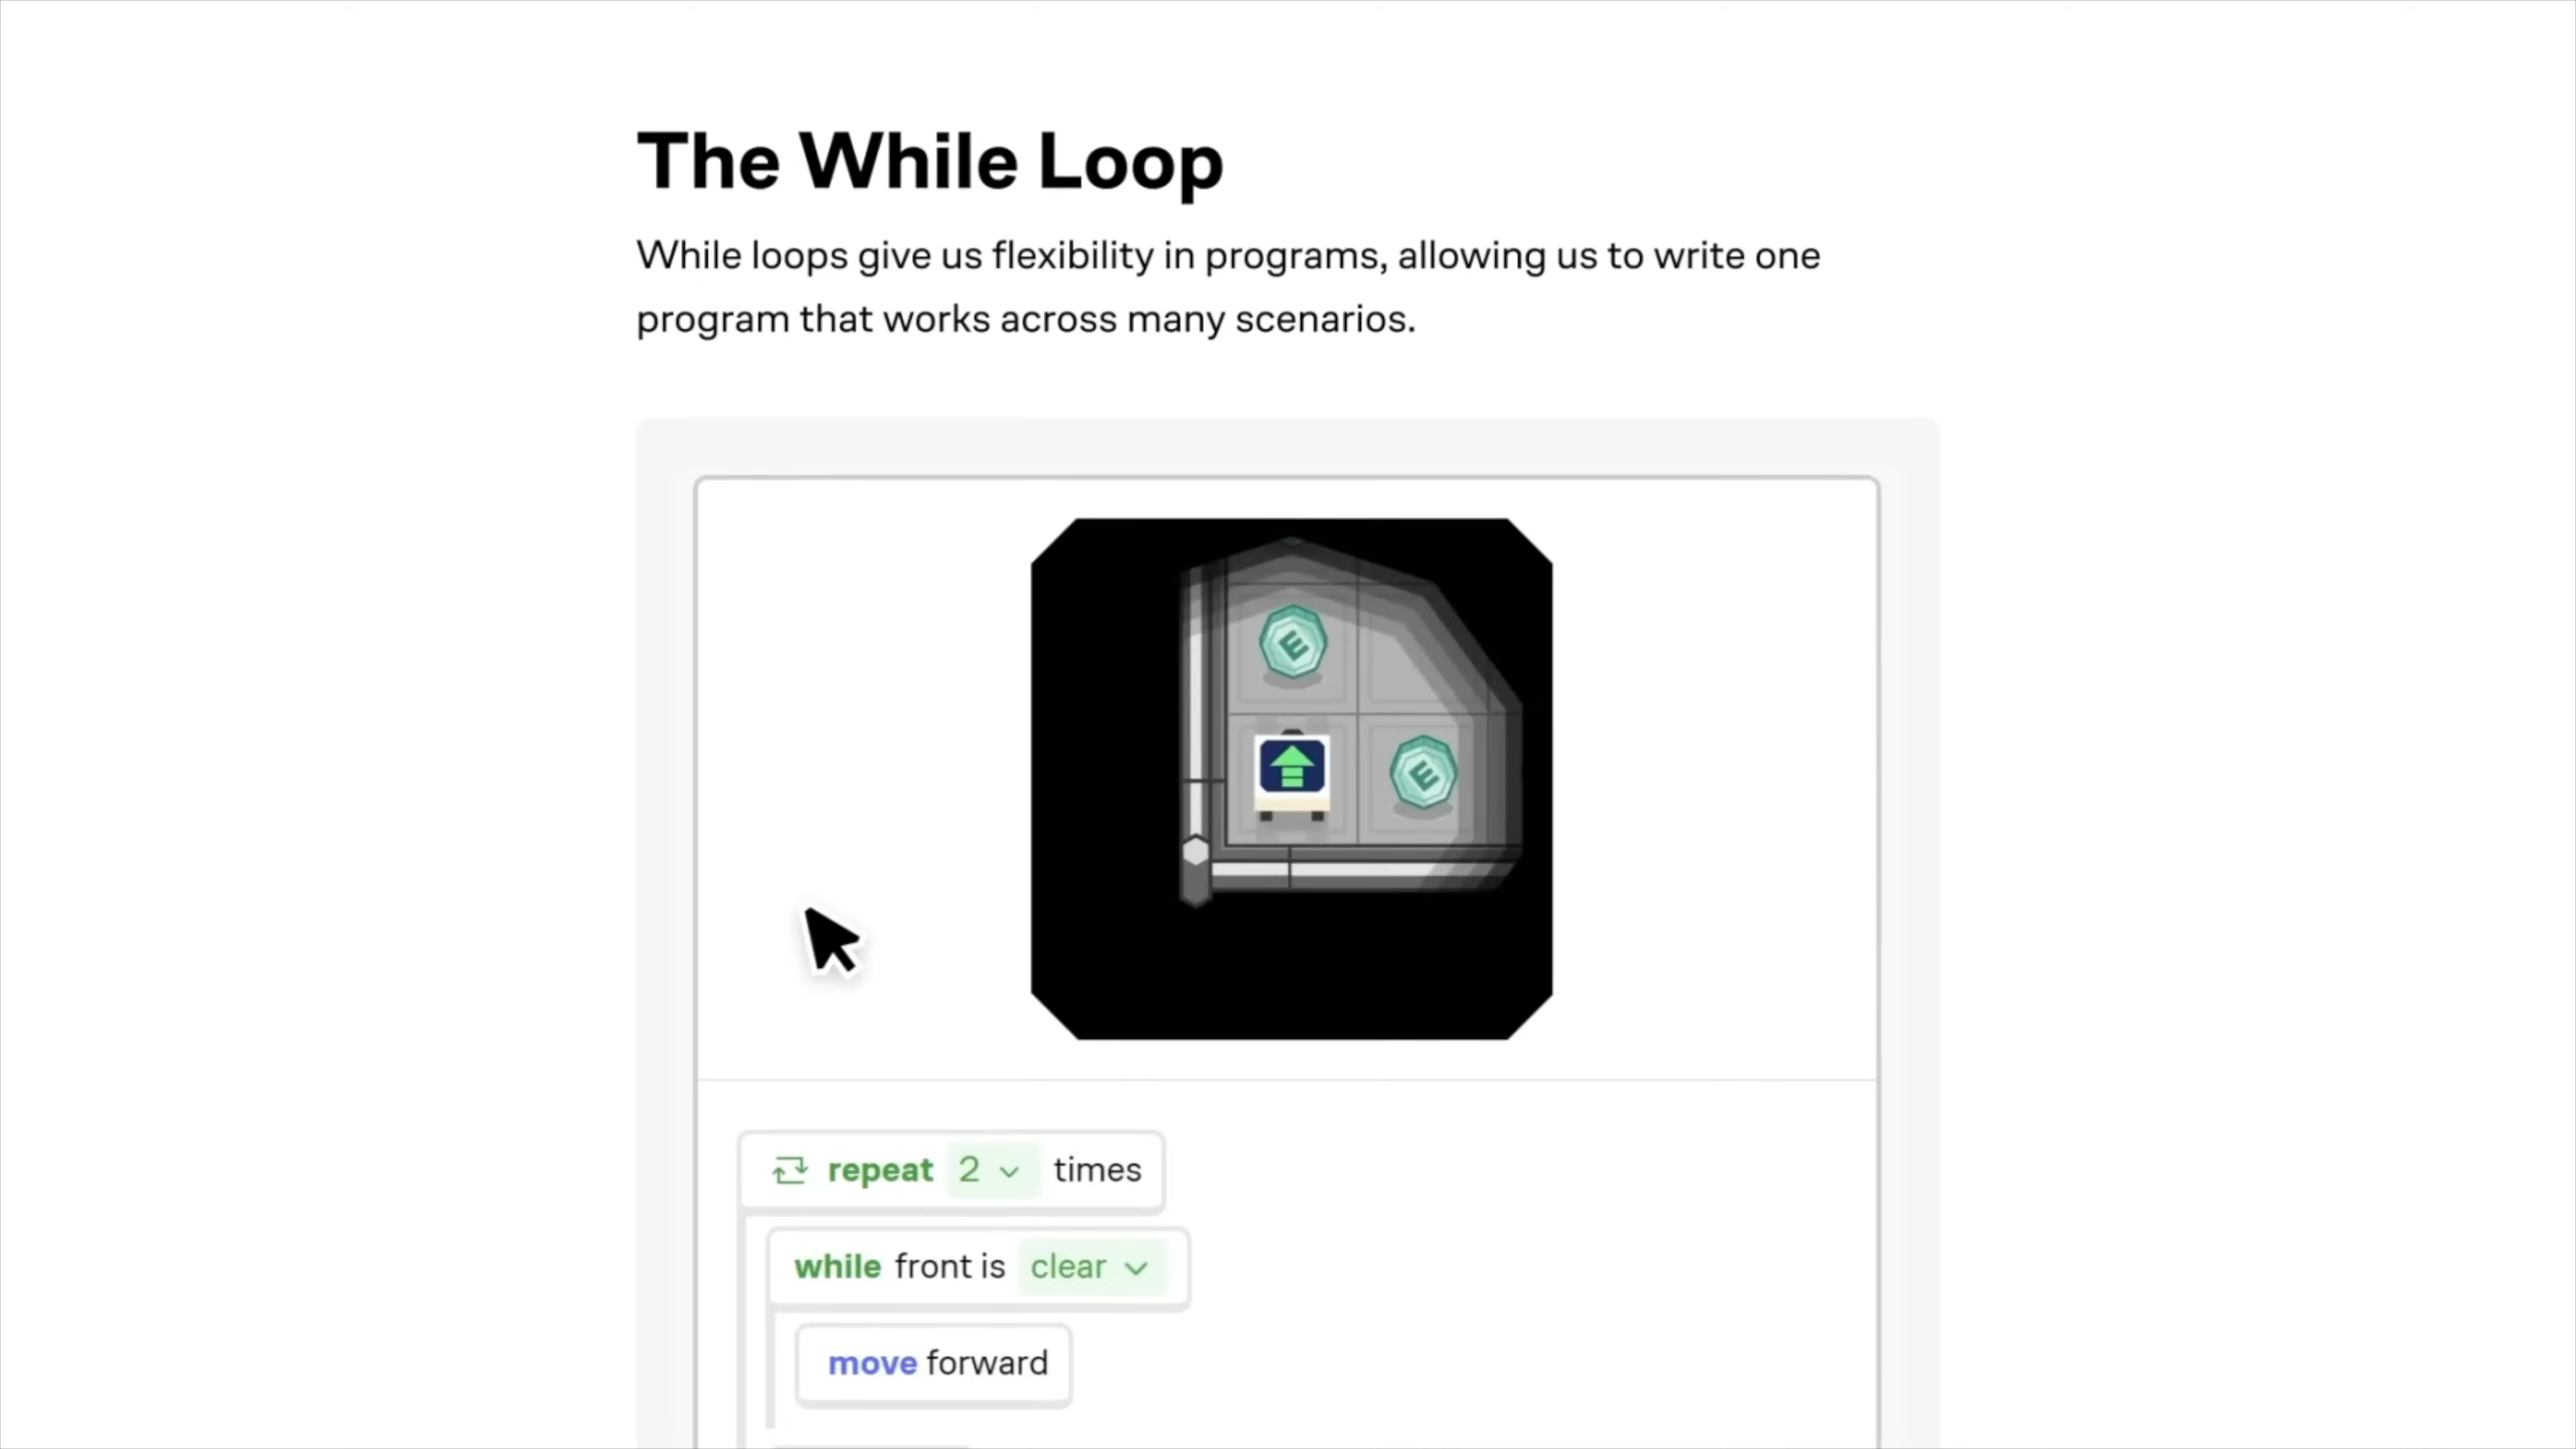 The While Loop
While loops give us flexibility in programs, allowing us to write one
program that works across many scenarios.
E
E
repeat 2 times
while front is clear
move forward